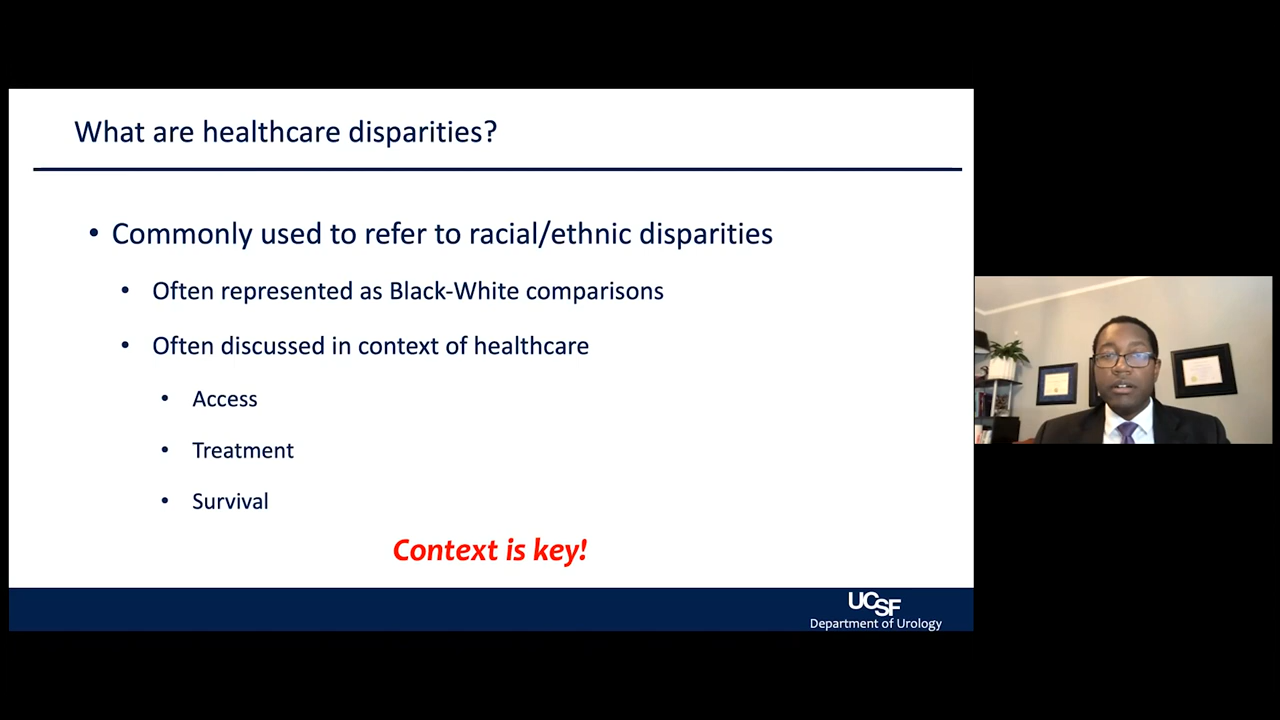 What are healthcare disparities?
• Commonly used to refer to racial/ethnic disparities
• Often represented as Black-White comparisons
• Often discussed in context of healthcare
• Access
• Treatment
• Survival
Context is key!
UCSF
Department of Urology